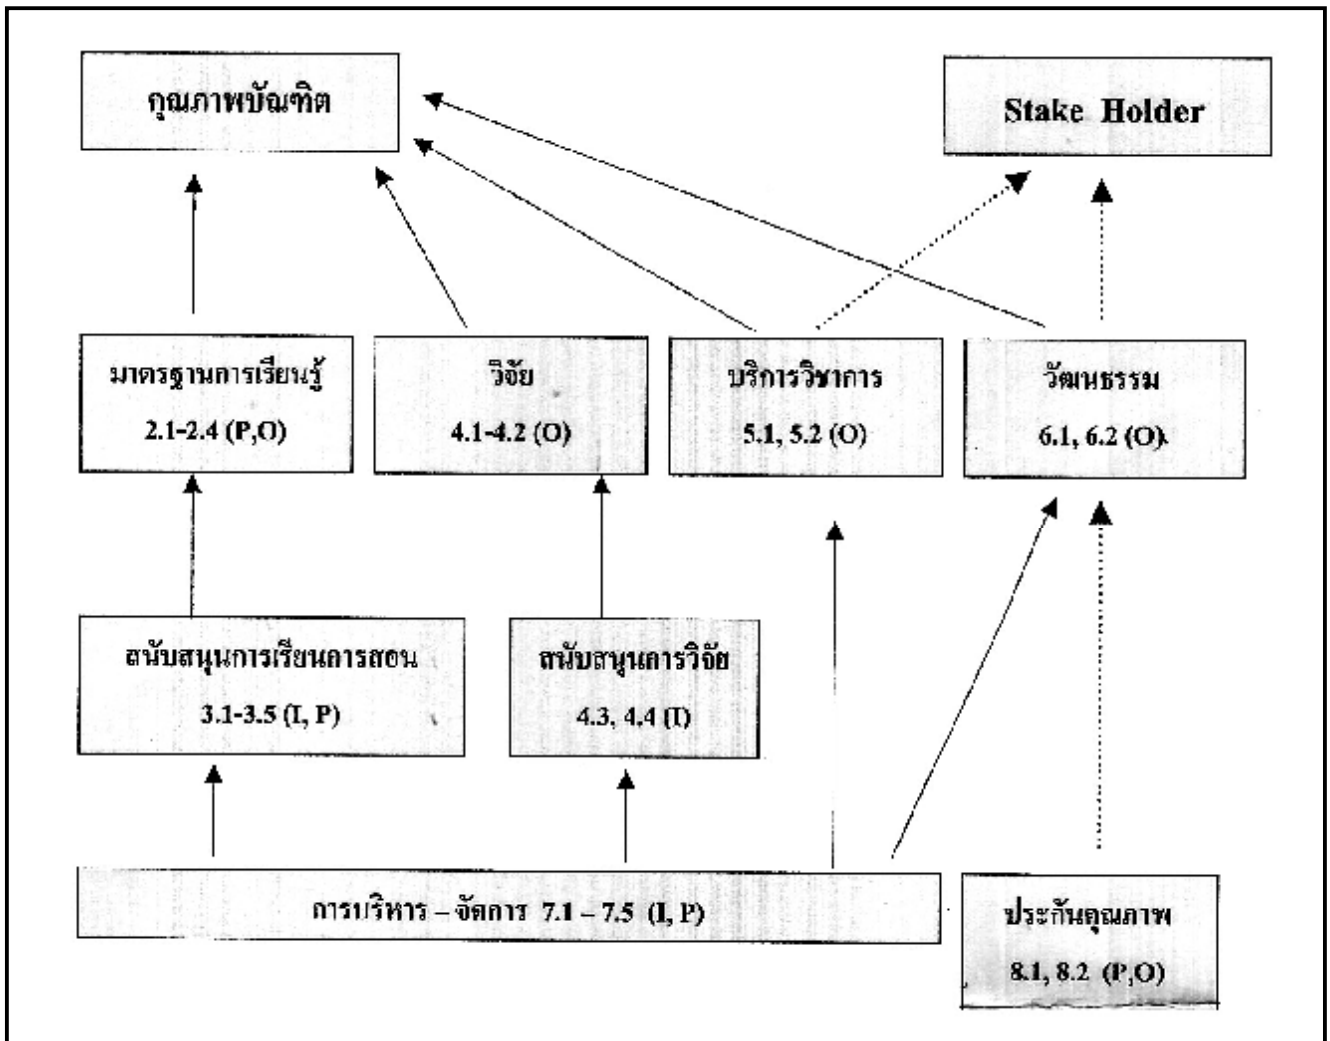 คุณภาพบัณฑิต
Stake Holder
มาตรฐานการเรียนรู้
2.1-2.4 (P,O)
วิจัย
4.1-4.2 (O)
บริการวิชาการ
5.1, 5.2 (O)
วัฒนธรรม
6.1, 6.2 (O)
สนับสนุนการเรียนการสอน
3.1-3.5 (I, P)
สนับสนุนการวิจัย
4.3, 4.4 (I)
การบริหาร – จัดการ 7.1 – 7.5 (I, P)
ประกันคุณภาพ
8.1, 8.2 (P,O)